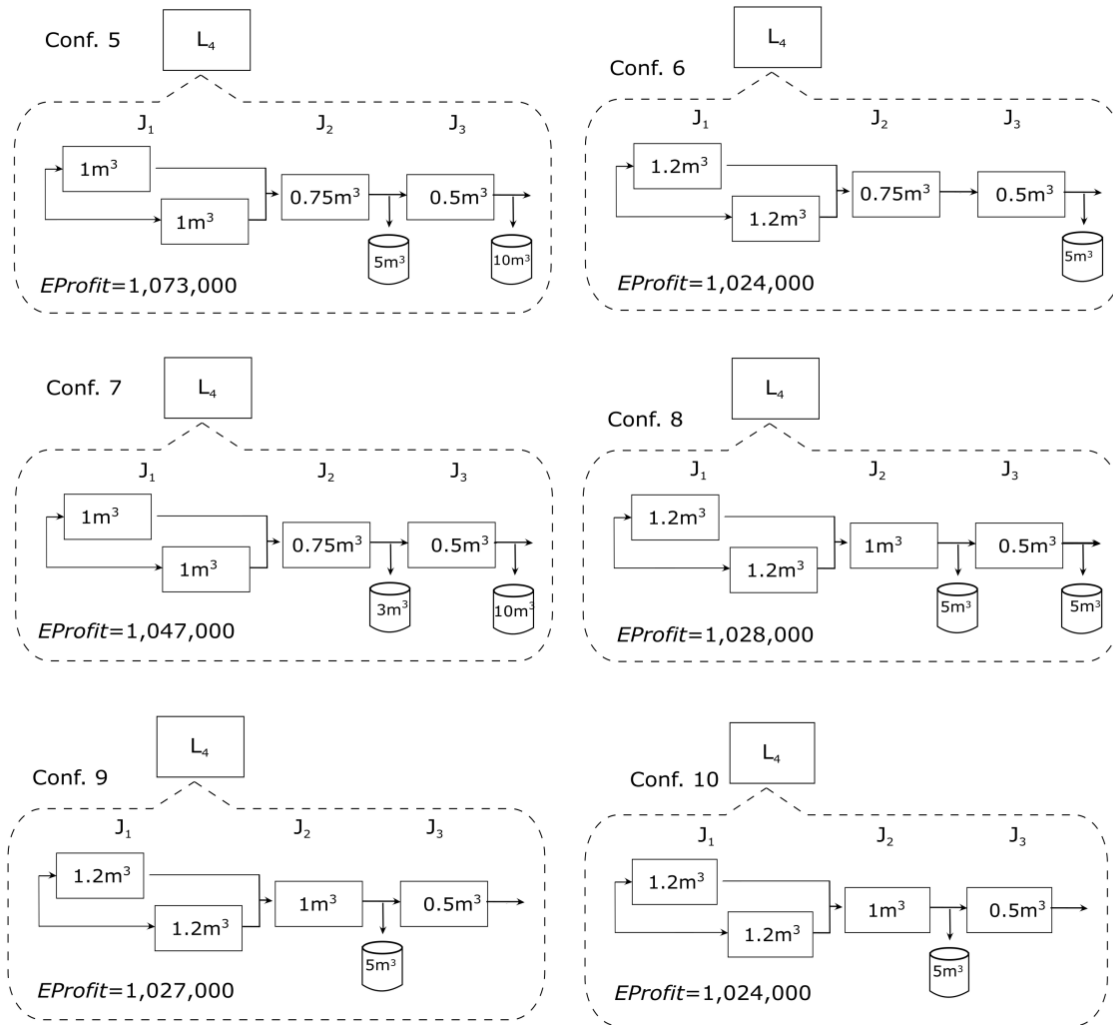 Conf. 5
L₄
J₁ J₂ J₃
1m³
1m³
0.75m³
0.5m³
5m³
10m³
EProfit=1,073,000
Conf. 6
L₄
J₁ J₂ J₃
1.2m³
1.2m³
0.75m³
0.5m³
5m³
EProfit=1,024,000
Conf. 7
L₄
J₁ J₂ J₃
1m³
1m³
0.75m³
0.5m³
3m³
10m³
EProfit=1,047,000
Conf. 8
L₄
J₁ J₂ J₃
1.2m³
1.2m³
1m³
0.5m³
5m³
5m³
EProfit=1,028,000
Conf. 9
L₄
J₁ J₂ J₃
1.2m³
1.2m³
1m³
0.5m³
5m³
EProfit=1,027,000
Conf. 10
L₄
J₁ J₂ J₃
1.2m³
1.2m³
1m³
0.5m³
5m³
EProfit=1,024,000